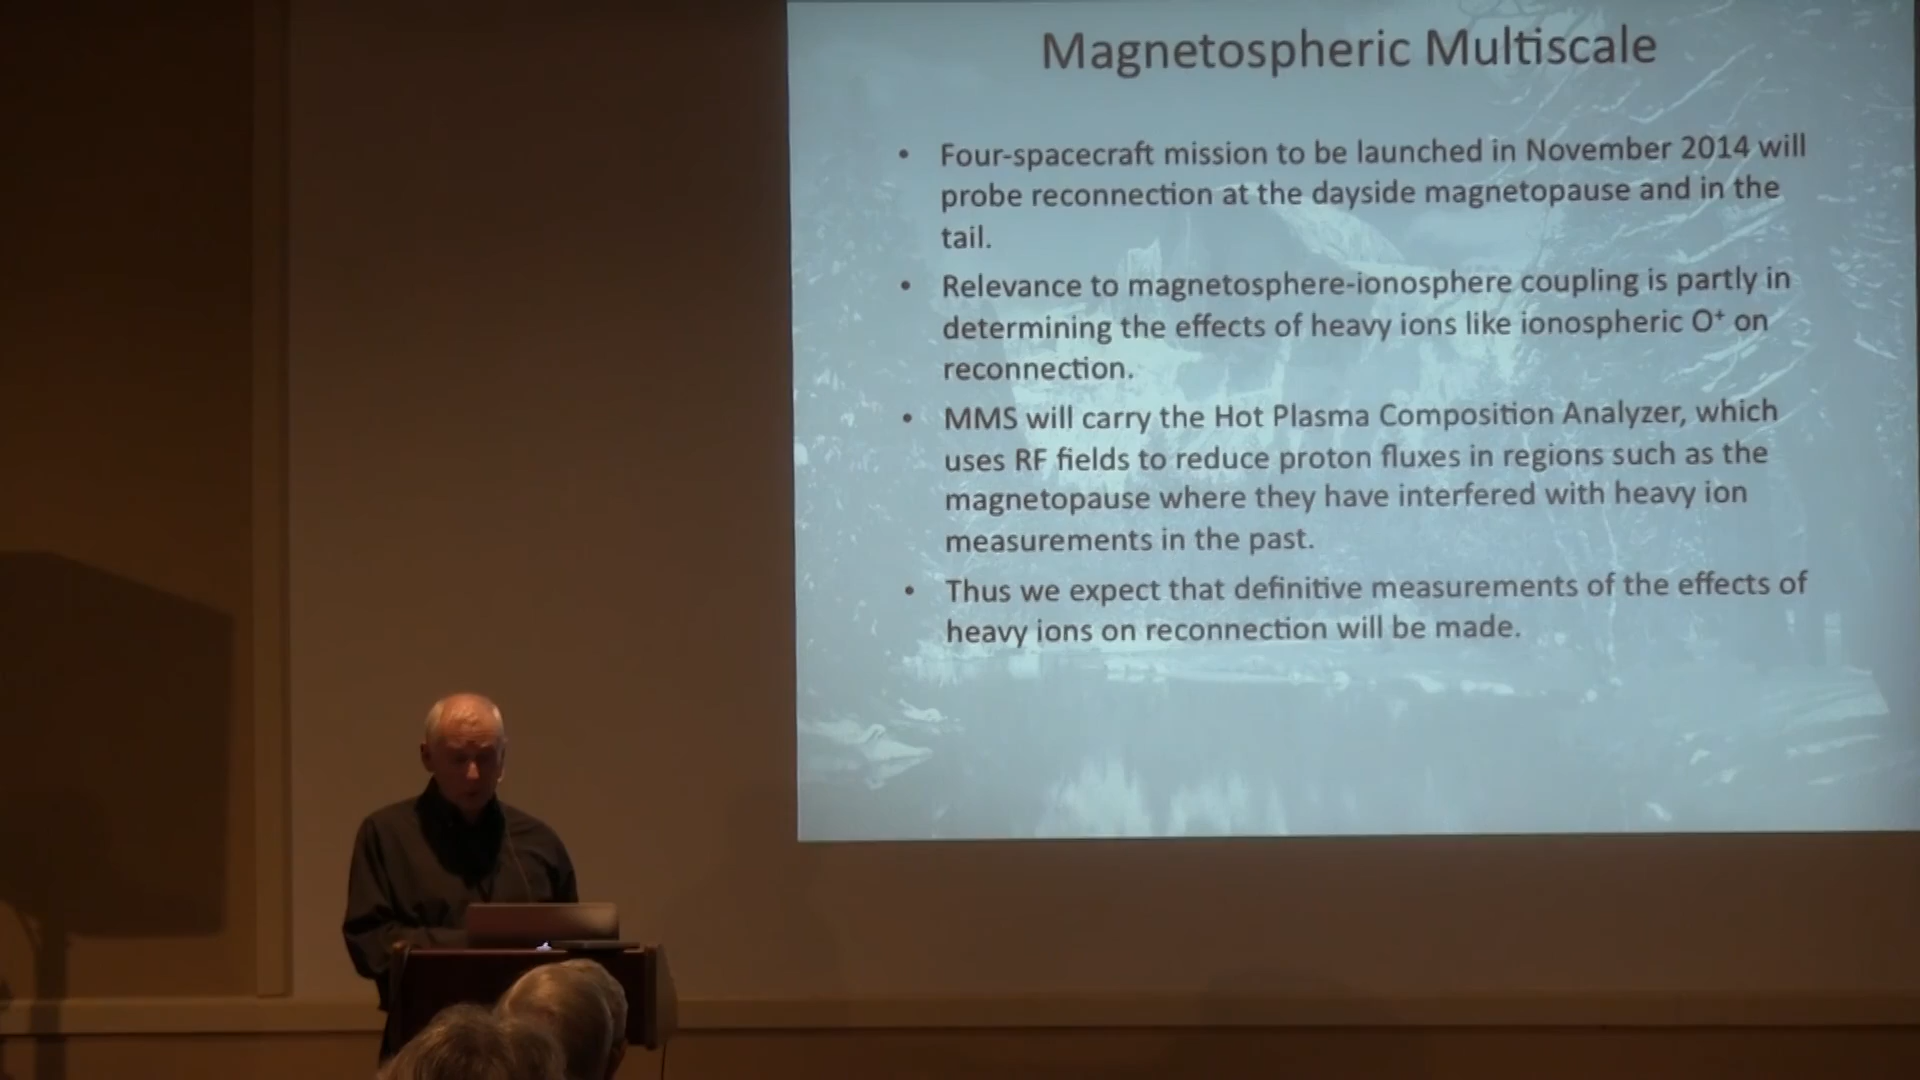 Magnetospheric Multiscale
• Four-spacecraft mission to be launched in November 2014 will
probe reconnection at the dayside magnetopause and in the
tail.
• Relevance to magnetosphere-ionosphere coupling is partly in
determining the effects of heavy ions like ionospheric O⁺ on
reconnection.
• MMS will carry the Hot Plasma Composition Analyzer, which
uses RF fields to reduce proton fluxes in regions such as the
magnetopause where they have interfered with heavy ion
measurements in the past.
• Thus we expect that definitive measurements of the effects of
heavy ions on reconnection will be made.